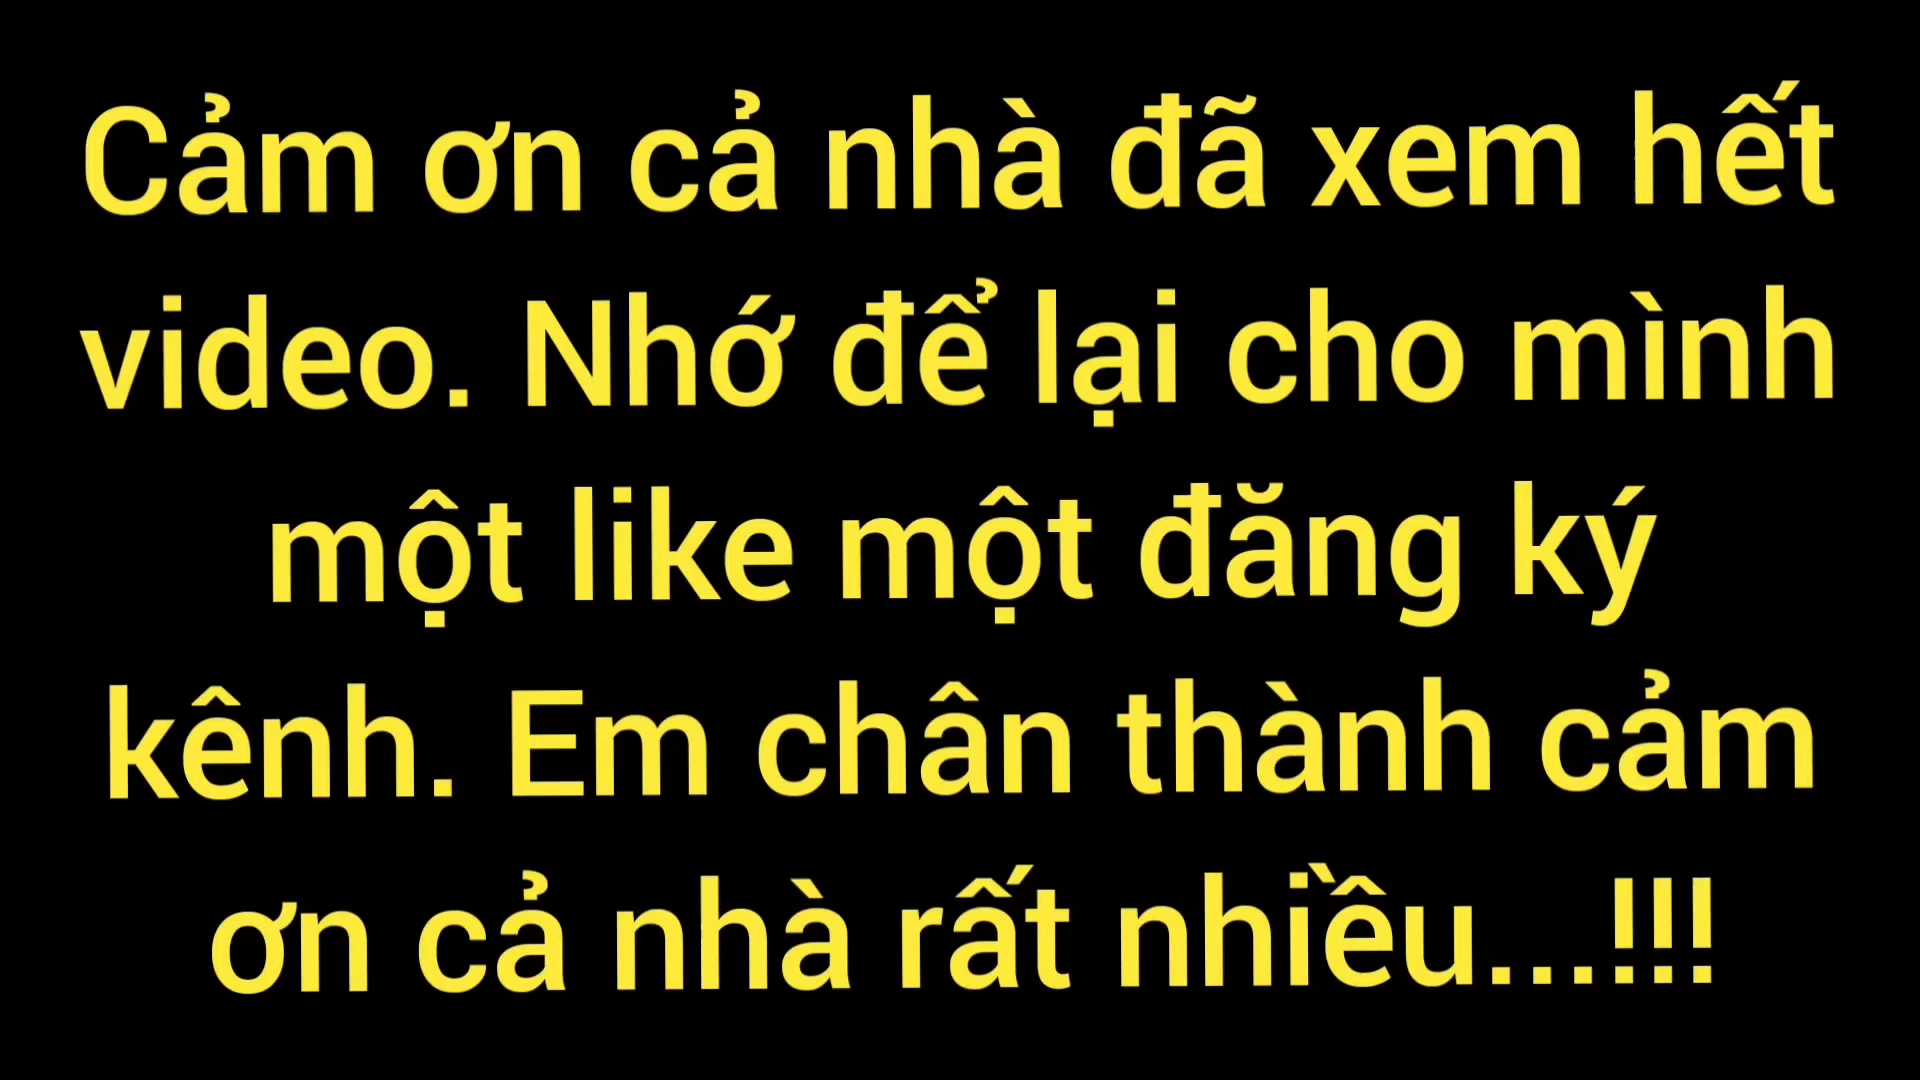 Cảm ơn cả nhà đã xem hết
video. Nhớ để lại cho mình
một like một đăng ký
kênh. Em chân thành cảm
ơn cả nhà rất nhiều...!!!